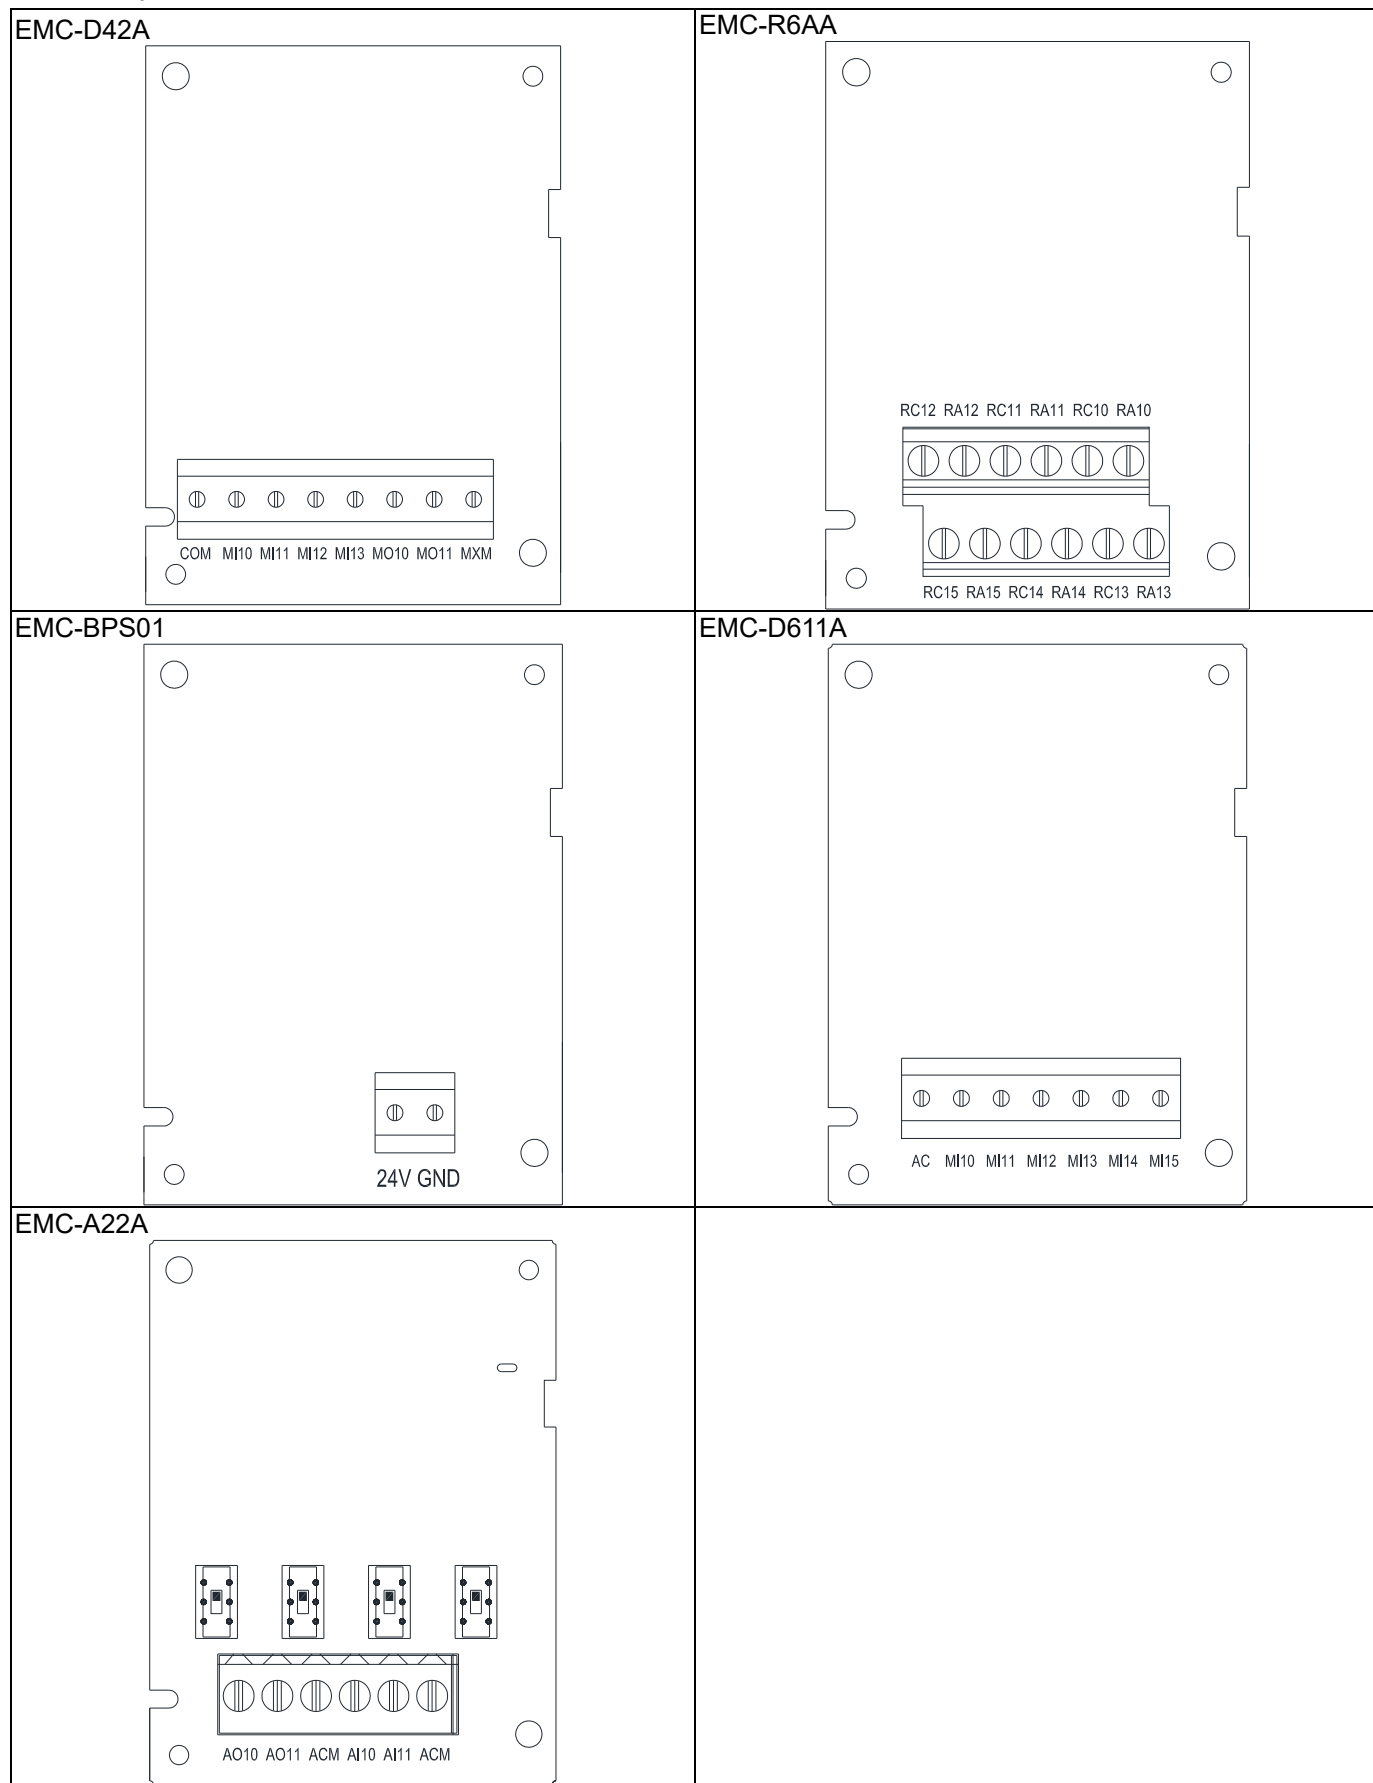 EMC-D42A
COM MI10 MI11 MI12 MI13 MO10 MO11 MXM
EMC-R6AA
RC12 RA12 RC11 RA11 RC10 RA10
RC15 RA15 RC14 RA14 RC13 RA13
EMC-BPS01
24V GND
EMC-D611A
AC MI10 MI11 MI12 MI13 MI14 MI15
EMC-A22A
AO10 AO11 ACM AI10 AI11 ACM